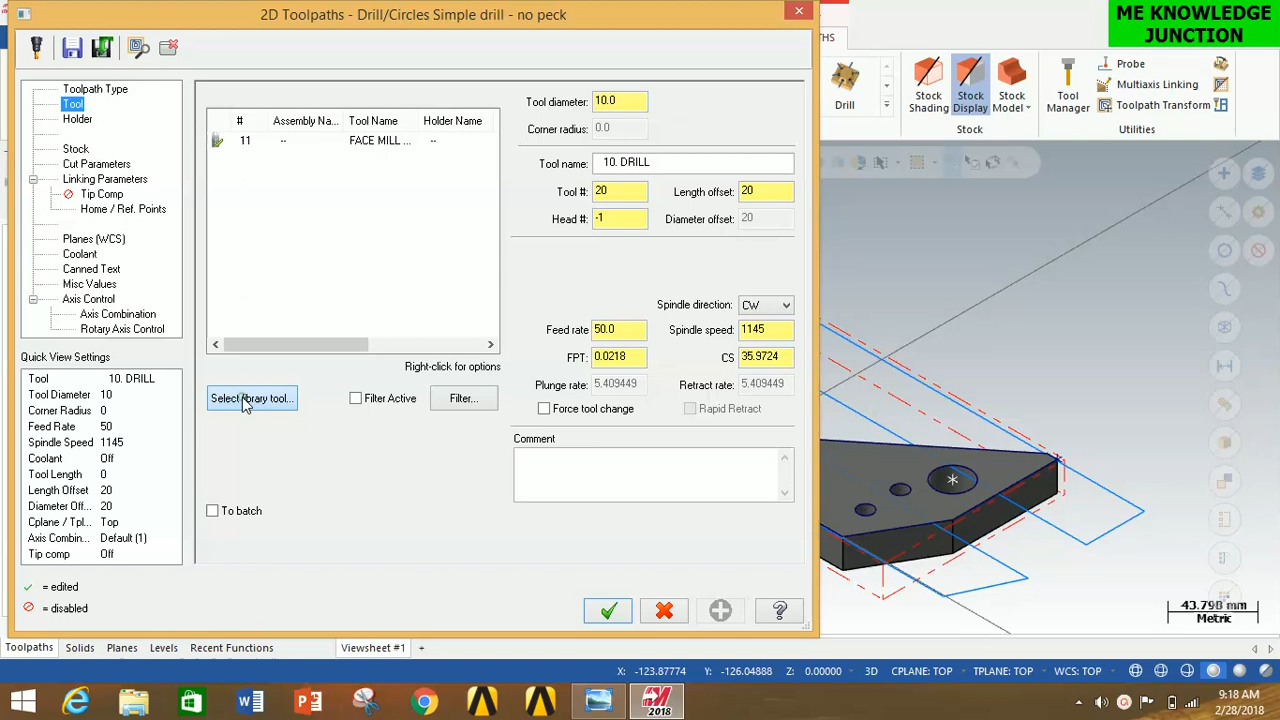 2D Toolpaths - Drill/Circles Simple drill - no peck
ME KNOWLEDGE
JUNCTION
THS
Drill
Stock
Shading
Stock
Display
Stock
Model
Stock
Tool
Manager
Probe
Multiaxis Linking
Toolpath Transform
Utilities
Toolpath Type
Tool
Holder
Stock
Cut Parameters
Linking Parameters
Tip Comp
Home / Ref. Points
Planes (WCS)
Coolant
Canned Text
Misc Values
Axis Control
Axis Combination
Rotary Axis Control
Quick View Settings
Tool 10. DRILL
Tool Diameter 10
Corner Radius 0
Feed Rate 50
Spindle Speed 1145
Coolant Off
Tool Length 0
Length Offset 20
Diameter Off... 20
Cplane / Tpl... Top
Axis Combin... Default (1)
Tip comp Off
= edited
= disabled
# Assembly Na... Tool Name Holder Name
11 -- FACE MILL ... --
Right-click for options
Select library tool...
Filter Active
Filter...
To batch
Tool diameter: 10.0
Corner radius: 0.0
Tool name: 10. DRILL
Tool #: 20 Length offset: 20
Head #: -1 Diameter offset: 20
Spindle direction: CW
Feed rate 50.0 Spindle speed: 1145
FPT: 0.0218 CS 35.9724
Plunge rate: 5.409449 Retract rate: 5.409449
Force tool change Rapid Retract
Comment
43.798 mm
Metric
Toolpaths Solids Planes Levels Recent Functions Viewsheet #1 +
X: -123.87774 Y: -126.04888 Z: 0.00000 3D CPLANE: TOP TPLANE: TOP WCS: TOP
2018
9:18 AM
2/28/2018